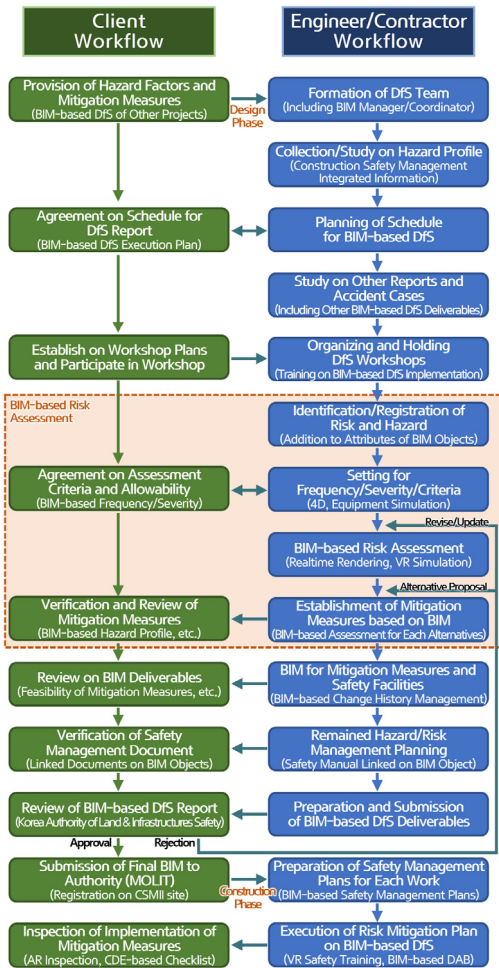 Client
Workflow
Engineer/Contractor
Workflow
Provision of Hazard Factors and
Mitigation Measures
(BIM-based DfS of Other Projects)
Design
Phase
Formation of DfS Team
(Including BIM Manager/Coordinator)
Collection/Study on Hazard Profile
(Construction Safety Management
Integrated Information)
Agreement on Schedule for
DfS Report
(BIM-based DfS Execution Plan)
Planning of Schedule
for BIM-based DfS
Study on Other Reports and
Accident Cases
(Including Other BIM-based DfS Deliverables)
Establish on Workshop Plans
and Participate in Workshop
Organizing and Holding
DfS Workshops
(Training on BIM-based DfS Implementation)
BIM-based Risk
Assessment
Identification/Registration of
Risk and Hazard
(Addition to Attributes of BIM Objects)
Agreement on Assessment
Criteria and Allowability
(BIM-based Frequency/Severity)
Setting for
Frequency/Severity/Criteria
(4D, Equipment Simulation)
Revise/Update
BIM-based Risk Assessment
(Realtime Rendering, VR Simulation)
Alternative Proposal
Verification and Review of
Mitigation Measures
(BIM-based Hazard Profile, etc.)
Establishment of Mitigation
Measures based on BIM
(BIM-based Assessment for Each Alternatives)
Review on BIM Deliverables
(Feasibility of Mitigation Measures, etc.)
BIM for Mitigation Measures and
Safety Facilities
(BIM-based Change History Management)
Verification of Safety
Management Document
(Linked Documents on BIM Objects)
Remained Hazard/Risk
Management Planning
(Safety Manual Linked on BIM Object)
Review of BIM-based DfS Report
(Korea Authority of Land & Infrastructures Safety)
Preparation and Submission
of BIM-based DfS Deliverables
Approval
Rejection
Submission of Final BIM to
Authority (MOLIT)
(Registration on CSMII site)
Construction
Phase
Preparation of Safety Management
Plans for Each Work
(BIM-based Safety Management Plans)
Inspection of Implementation of
Mitigation Measures
(AR Inspection, CDE-based Checklist)
Execution of Risk Mitigation Plan
on BIM-based DfS
(VR Safety Training, BIM-based DAB)